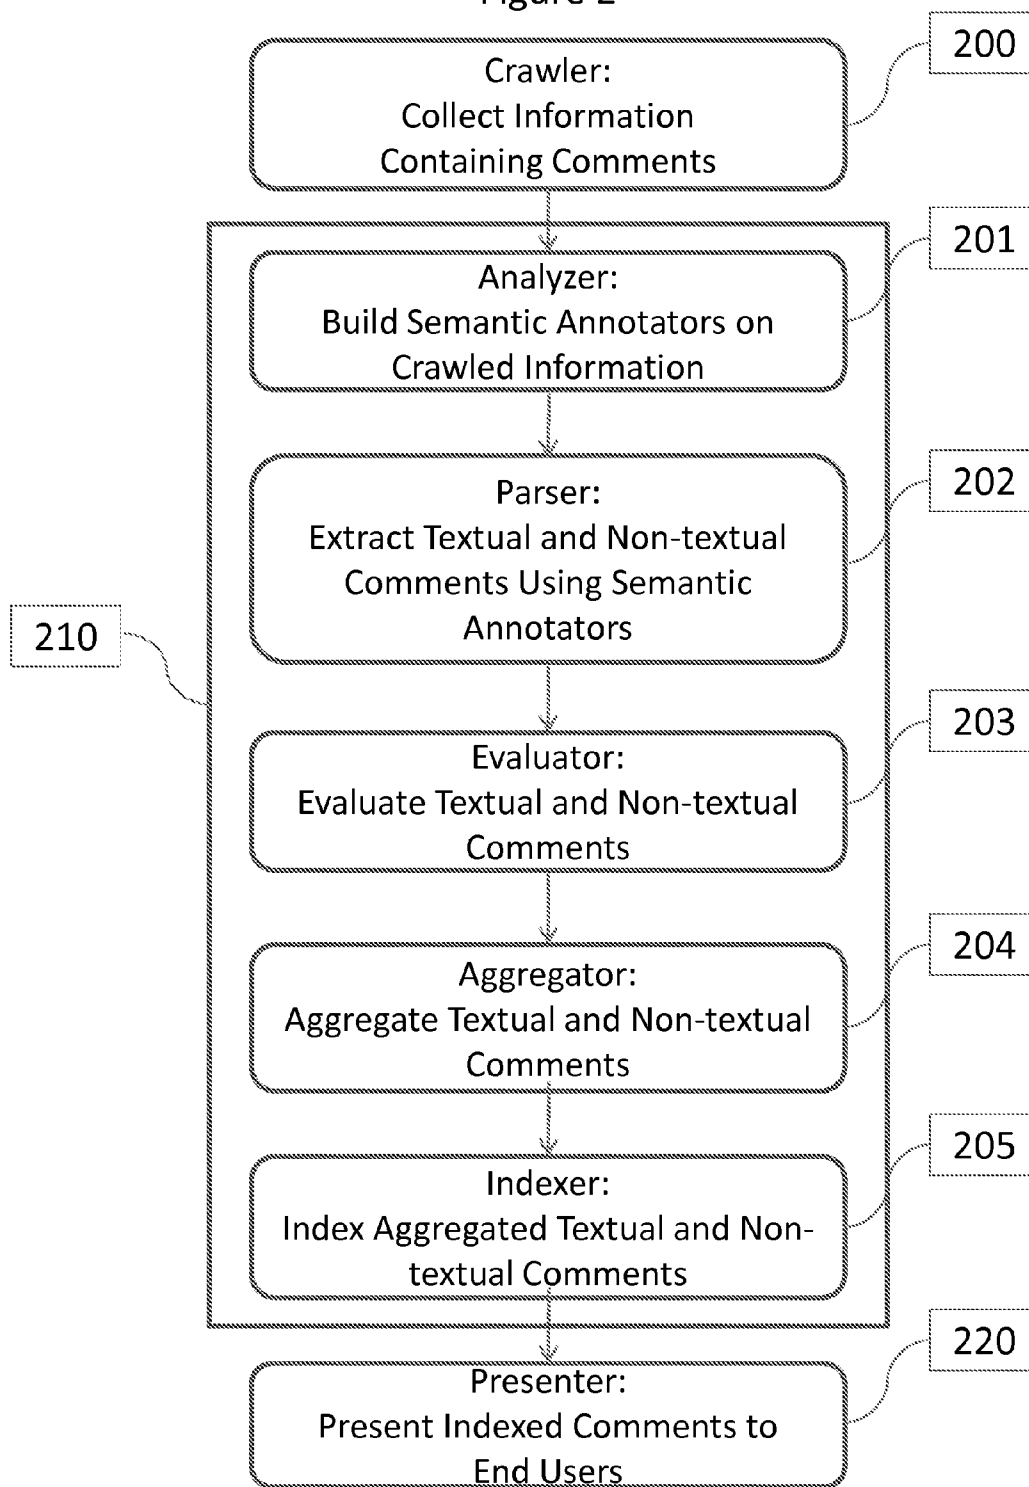 Figure 2
200
Crawler:
Collect Information
Containing Comments
201
Analyzer:
Build Semantic Annotators on
Crawled Information
202
Parser:
Extract Textual and Non-textual
Comments Using Semantic
Annotators
210
203
Evaluator:
Evaluate Textual and Non-textual
Comments
204
Aggregator:
Aggregate Textual and Non-textual
Comments
205
Indexer:
Index Aggregated Textual and Non-
textual Comments
220
Presenter:
Present Indexed Comments to
End Users